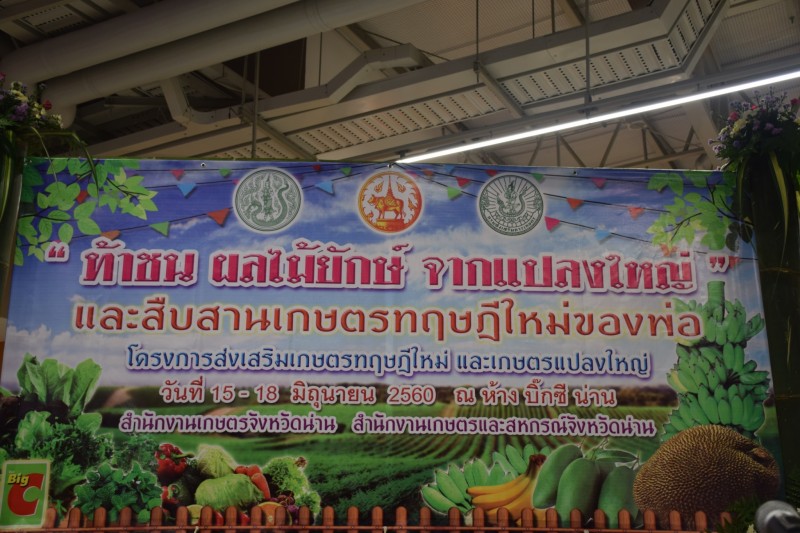 " ท้าชน ผลไม้ยักษ์ จากแปลงใหญ่ "
และสืบสานเกษตรทฤษฎีใหม่ของพ่อ
โครงการส่งเสริมเกษตรทฤษฎีใหม่ และเกษตรแปลงใหญ่
วันที่ 15 - 18 มิถุนายน 2560 ณ ห้าง บิ๊กซี น่าน
สำนักงานเกษตรจังหวัดน่าน สำนักงานเกษตรและสหกรณ์จังหวัดน่าน
Big C